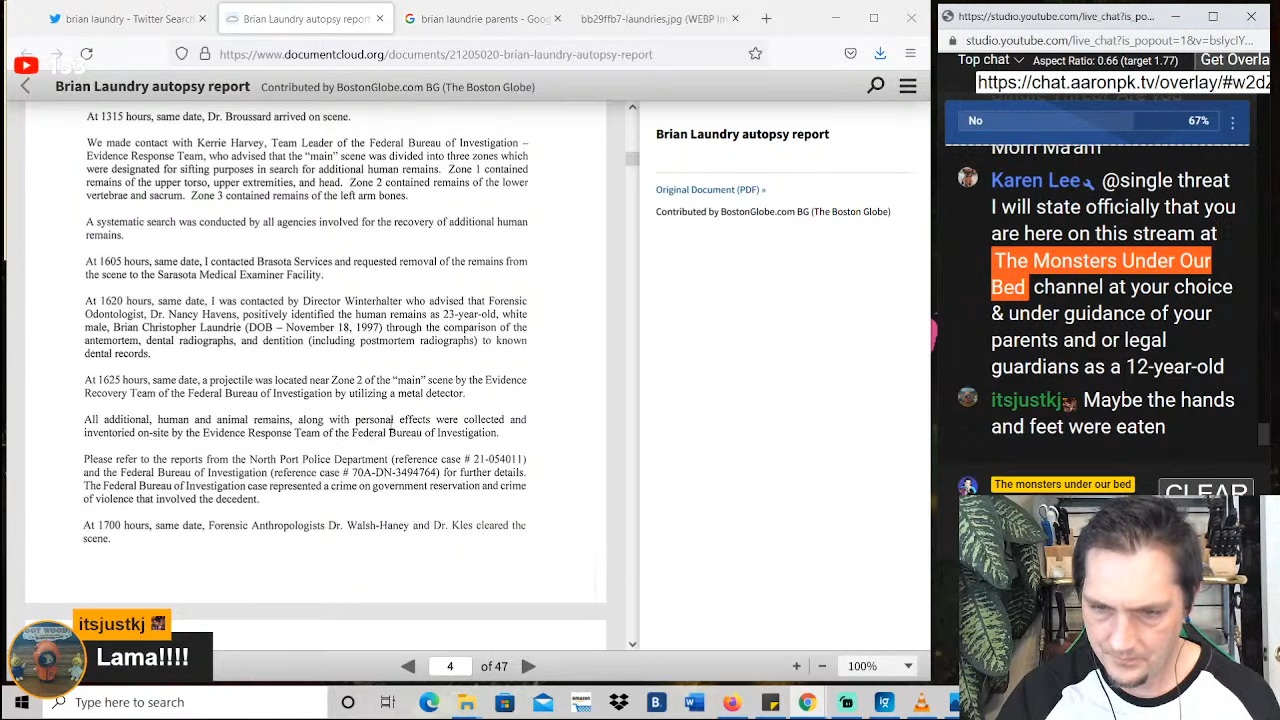 brian laundry - Twitter Search
Brian Laundry autopsy report
brian laundrie parents - Goog
bb29ffb7-laundries.jpg (WEBP Im
https://www.documentcloud.org
Brian Laundry autopsy report
Contributed by BostonGlobe.com BG (The Boston Globe)
At 1315 hours, same date, Dr. Broussard arrived on scene.
We made contact with Kerrie Harvey, Team Leader of the Federal Bureau of Investigation –
Evidence Response Team, who advised that the “main” scene was divided into three zones which
were designated for sifting purposes in search for additional human remains. Zone 1 contained
remains of the upper torso, upper extremities, and head. Zone 2 contained remains of the lower
vertebrae and sacrum. Zone 3 contained remains of the left arm bones.
A systematic search was conducted by all agencies involved for the recovery of additional human
remains.
At 1605 hours, same date, I contacted Brasota Services and requested removal of the remains from
the scene to the Sarasota Medical Examiner Facility.
At 1620 hours, same date, I was contacted by Director Winterhalter who advised that Forensic
Odontologist, Dr. Nancy Havens, positively identified the human remains as 23-year-old, white
male, Brian Christopher Laundrie (DOB – November 18, 1997) through the comparison of the
antemortem, dental radiographs, and dentition (including postmortem radiographs) to known
dental records.
At 1625 hours, same date, a projectile was located near Zone 2 of the “main” scene by the Evidence
Recovery Team of the Federal Bureau of Investigation by utilizing a metal detector.
All additional, human and animal remains, along with personal effects were collected and
inventoried on-site by the Evidence Response Team of the Federal Bureau of Investigation.
Please refer to the reports from the North Port Police Department (reference case # 21-054011)
and the Federal Bureau of Investigation (reference case # 70A-DN-3494764) for further details.
The Federal Bureau of Investigation case represented a crime on government reservation and crime
of violence that involved the decedent.
At 1700 hours, same date, Forensic Anthropologists Dr. Walsh-Haney and Dr. Kles cleared the
scene.
Brian Laundry autopsy report
Original Document (PDF) »
Contributed by BostonGlobe.com BG (The Boston Globe)
4 of 47
100%
itsjustkj
Lama!!!!
Type here to search
https://studio.youtube.com/live_chat?is_po...
studio.youtube.com/live_chat?is_popout=1&v=bslyclY...
Top chat
Aspect Ratio: 0.66 (target 1.77)
Get Overla
https://chat.aaronpk.tv/overlay/#w2dZ
No 67%
Morri Ma'am
Karen Lee @single threat
I will state officially that you
are here on this stream at
The Monsters Under Our
Bed channel at your choice
& under guidance of your
parents and or legal
guardians as a 12-year-old
itsjustkj Maybe the hands
and feet were eaten
The monsters under our bed
CLEAR